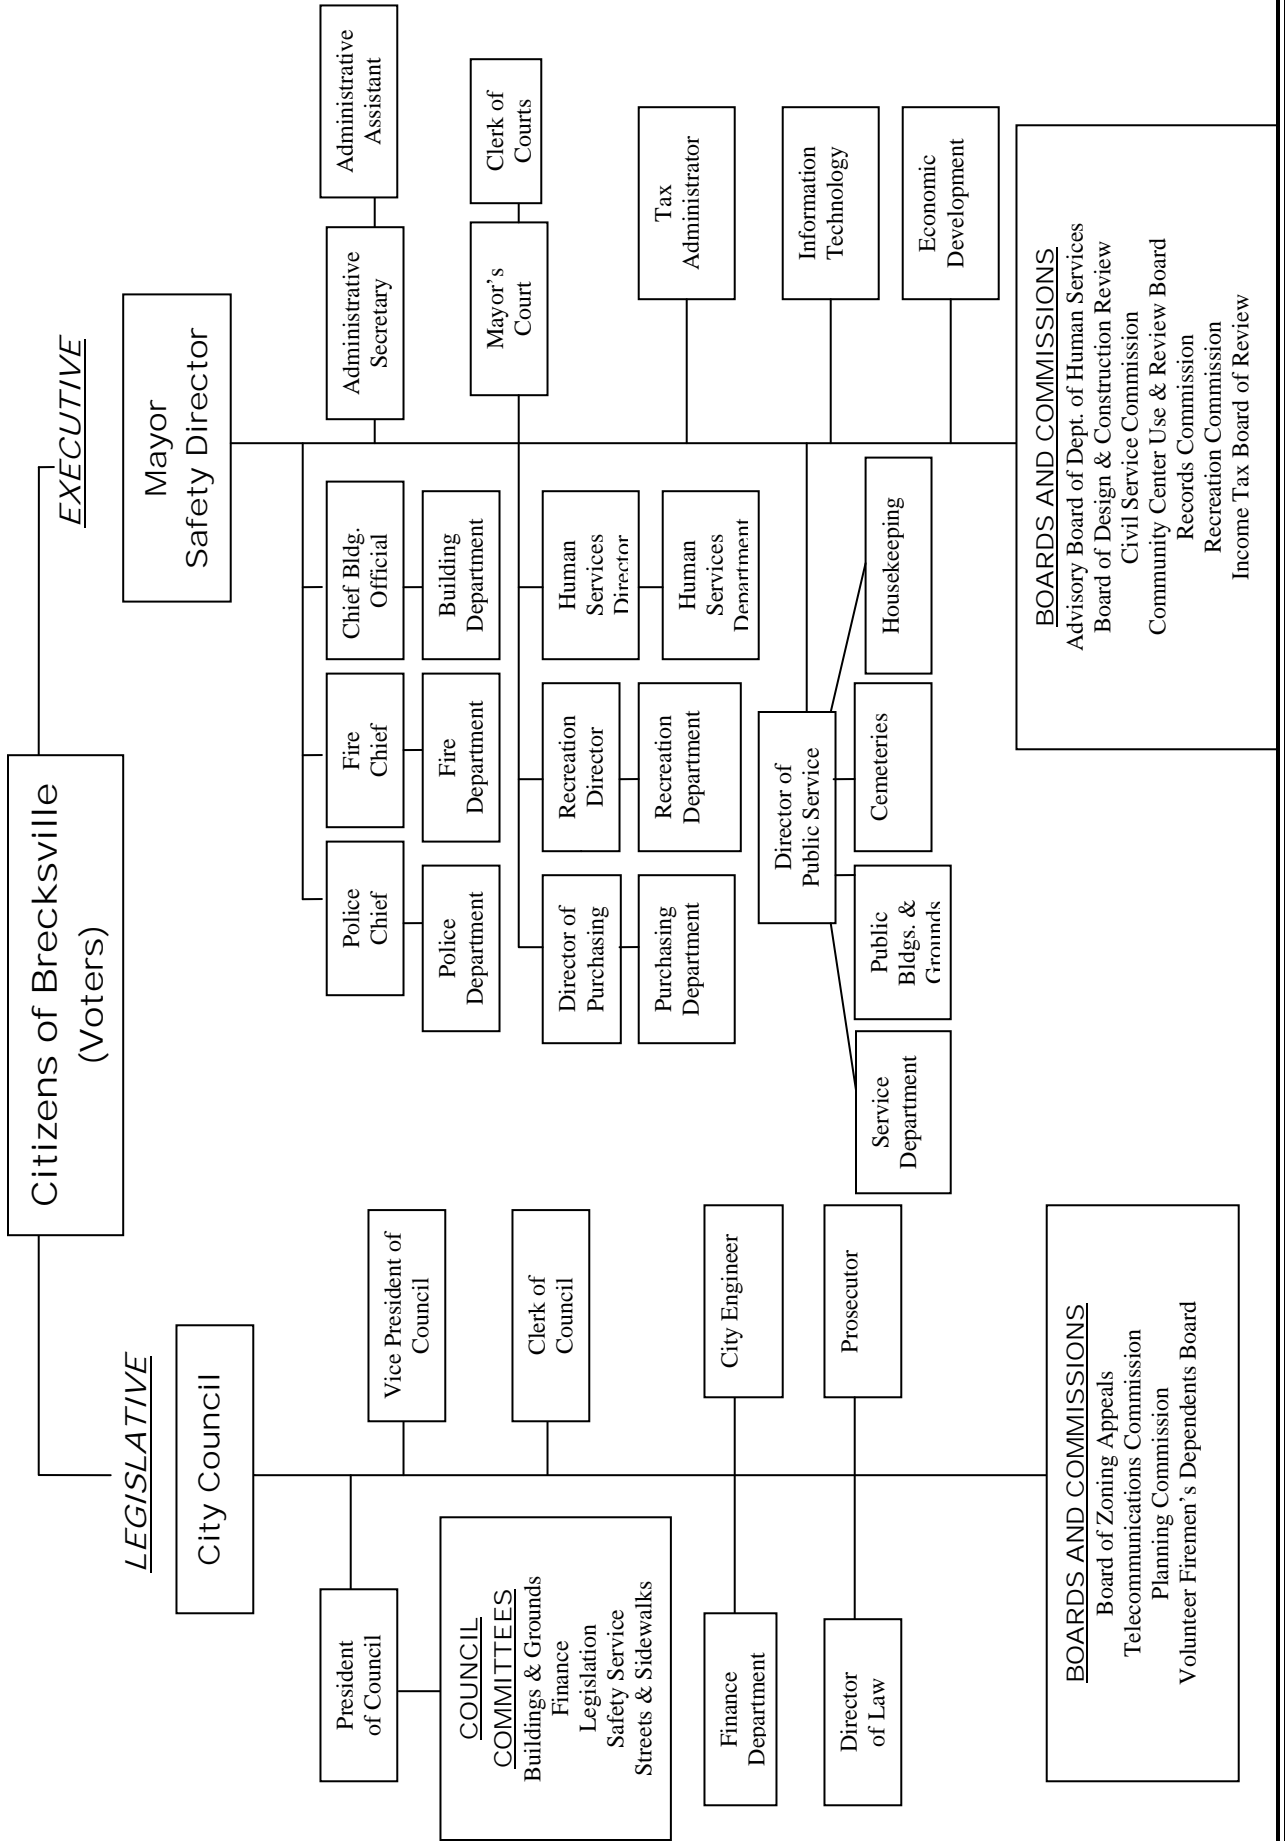 Citizens of Brecksville
(Voters)
LEGISLATIVE
City Council
President
of Council
Vice President of
Council
COUNCIL
COMMITTEES
Buildings & Grounds
Finance
Legislation
Safety Service
Streets & Sidewalks
Clerk of
Council
Finance
Department
City Engineer
Director
of Law
Prosecutor
BOARDS AND COMMISSIONS
Board of Zoning Appeals
Telecommunications Commission
Planning Commission
Volunteer Firemen's Dependents Board
EXECUTIVE
Mayor
Safety Director
Administrative
Secretary
Administrative
Assistant
Police
Chief
Fire
Chief
Chief Bldg.
Official
Police
Department
Fire
Department
Building
Department
Mayor's
Court
Clerk of
Courts
Director of
Purchasing
Recreation
Director
Human
Services
Director
Purchasing
Department
Recreation
Department
Human
Services
Department
Tax
Administrator
Director of
Public Service
Information
Technology
Service
Department
Public
Bldgs. &
Grounds
Cemeteries
Housekeeping
Economic
Development
BOARDS AND COMMISSIONS
Advisory Board of Dept. of Human Services
Board of Design & Construction Review
Civil Service Commission
Community Center Use & Review Board
Records Commission
Recreation Commission
Income Tax Board of Review